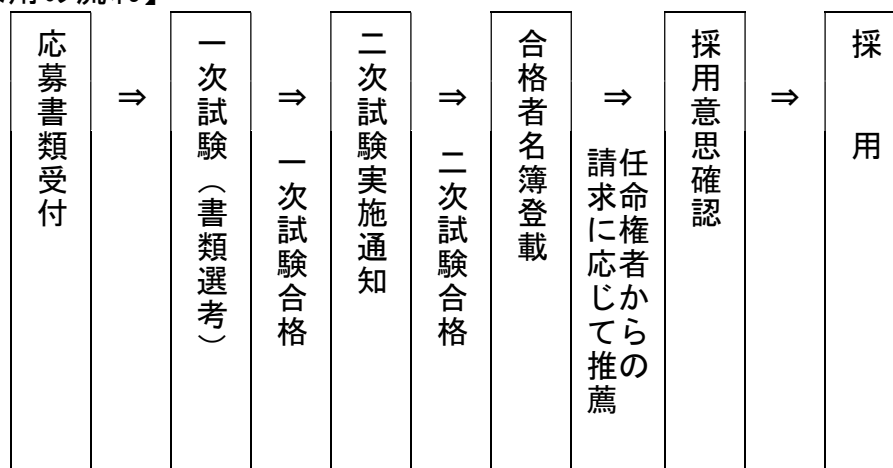 応募書類受付
⇒
一次試験（書類選考）
⇒
一次試験合格
二次試験実施通知
⇒
二次試験合格
合格者名簿登載
⇒
任命権者からの
請求に応じて推薦
採用意思確認
⇒
採　用